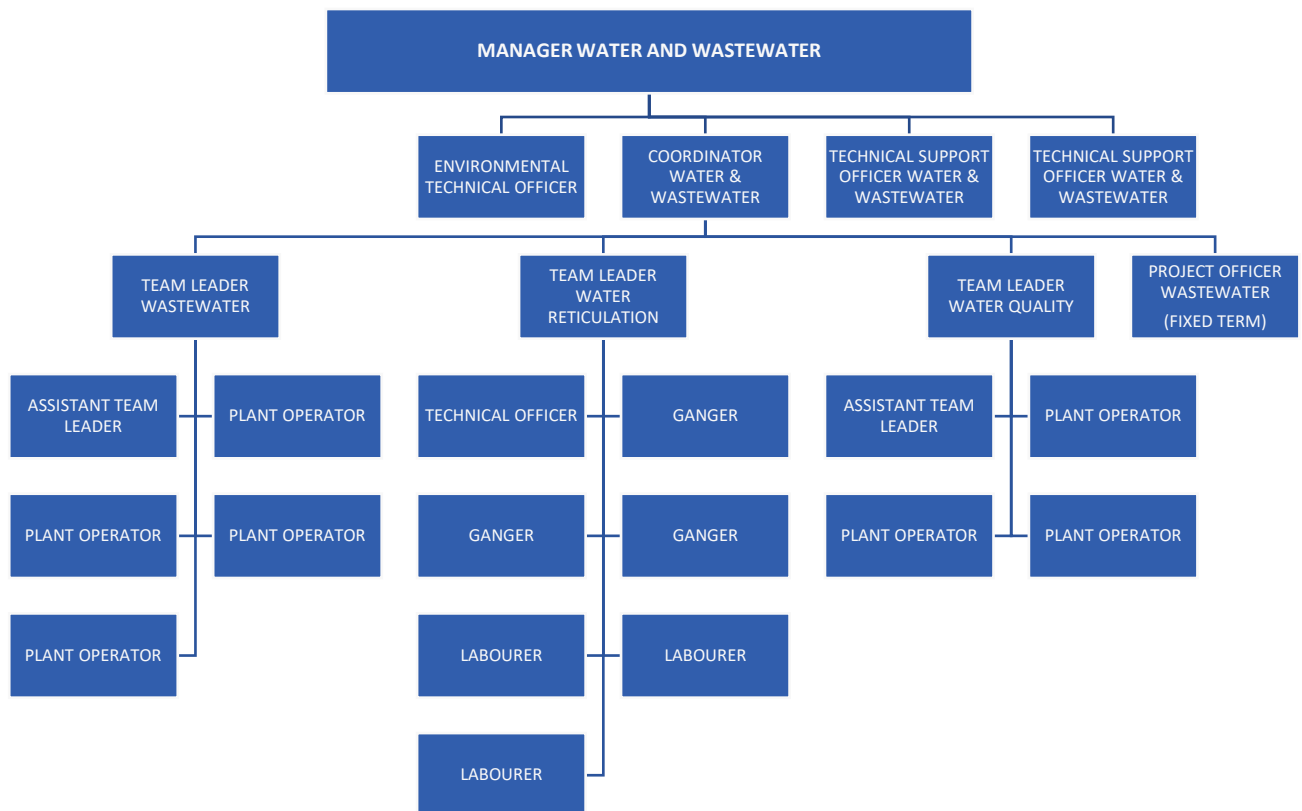 MANAGER WATER AND WASTEWATER
ENVIRONMENTAL
TECHNICAL OFFICER
COORDINATOR
WATER &
WASTEWATER
TECHNICAL SUPPORT
OFFICER WATER &
WASTEWATER
TECHNICAL SUPPORT
OFFICER WATER &
WASTEWATER
TEAM LEADER
WASTEWATER
TEAM LEADER
WATER
RETICULATION
TEAM LEADER
WATER QUALITY
PROJECT OFFICER
WASTEWATER
(FIXED TERM)
ASSISTANT TEAM
LEADER
PLANT OPERATOR
TECHNICAL OFFICER
GANGER
ASSISTANT TEAM
LEADER
PLANT OPERATOR
PLANT OPERATOR
PLANT OPERATOR
GANGER
GANGER
PLANT OPERATOR
PLANT OPERATOR
PLANT OPERATOR
LABOURER
LABOURER
LABOURER